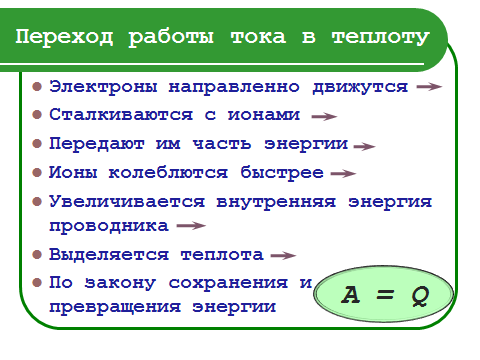 Переход работы тока в теплоту
Электроны направленно движутся
Сталкиваются с ионами
Передают им часть энергии
Ионы колеблются быстрее
Увеличивается внутренняя энергия
проводника
Выделяется теплота
По закону сохранения и
превращения энергии
A = Q